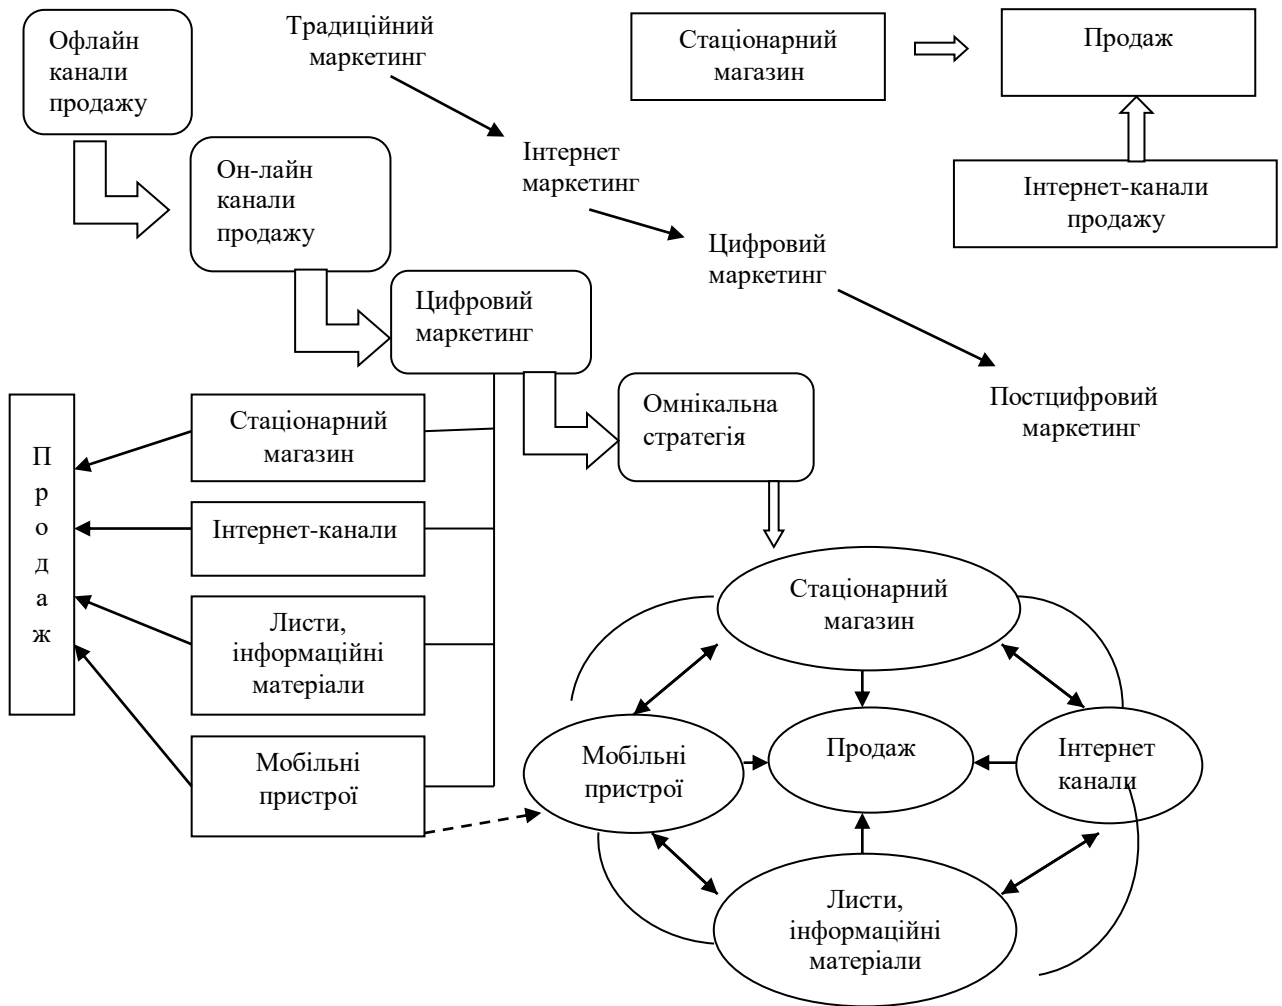 Офлайн
канали
продажу
Традиційний
маркетинг
Стаціонарний
магазин
Продаж
Он-лайн
канали
продажу
Інтернет
маркетинг
Інтернет-канали
продажу
Цифровий
маркетинг
Цифровий
маркетинг
Омнікальна
стратегія
Постцифровий
маркетинг
П
р
о
д
а
ж
Стаціонарний
магазин
Інтернет-канали
Листи,
інформаційні
матеріали
Мобільні
пристрої
Стаціонарний
магазин
Мобільні
пристрої
Продаж
Інтернет
канали
Листи,
інформаційні
матеріали